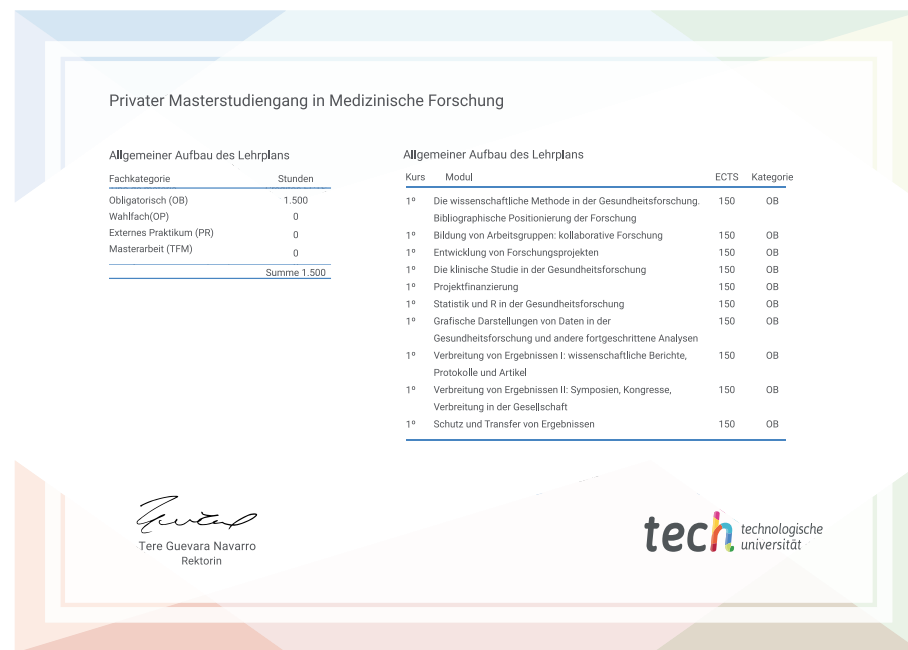 Privater Masterstudiengang in Medizinische Forschung
Allgemeiner Aufbau des Lehrplans
Fachkategorie Stunden
Obligatorisch (OB) 1.500
Wahlfach(OP) 0
Externes Praktikum (PR) 0
Masterarbeit (TFM) 0
Summe 1.500
Allgemeiner Aufbau des Lehrplans
Kurs Modul ECTS Kategorie
1º Die wissenschaftliche Methode in der Gesundheitsforschung. 150 OB
Bibliographische Positionierung der Forschung
1º Bildung von Arbeitsgruppen: kollaborative Forschung 150 OB
1º Entwicklung von Forschungsprojekten 150 OB
1º Die klinische Studie in der Gesundheitsforschung 150 OB
1º Projektfinanzierung 150 OB
1º Statistik und R in der Gesundheitsforschung 150 OB
1º Grafische Darstellungen von Daten in der 150 OB
Gesundheitsforschung und andere fortgeschrittene Analysen
1º Verbreitung von Ergebnissen I: wissenschaftliche Berichte, 150 OB
Protokolle und Artikel
1º Verbreitung von Ergebnissen II: Symposien, Kongresse, 150 OB
Verbreitung in der Gesellschaft
1º Schutz und Transfer von Ergebnissen 150 OB
Tere Guevara Navarro
Rektorin
tech technologische
universität